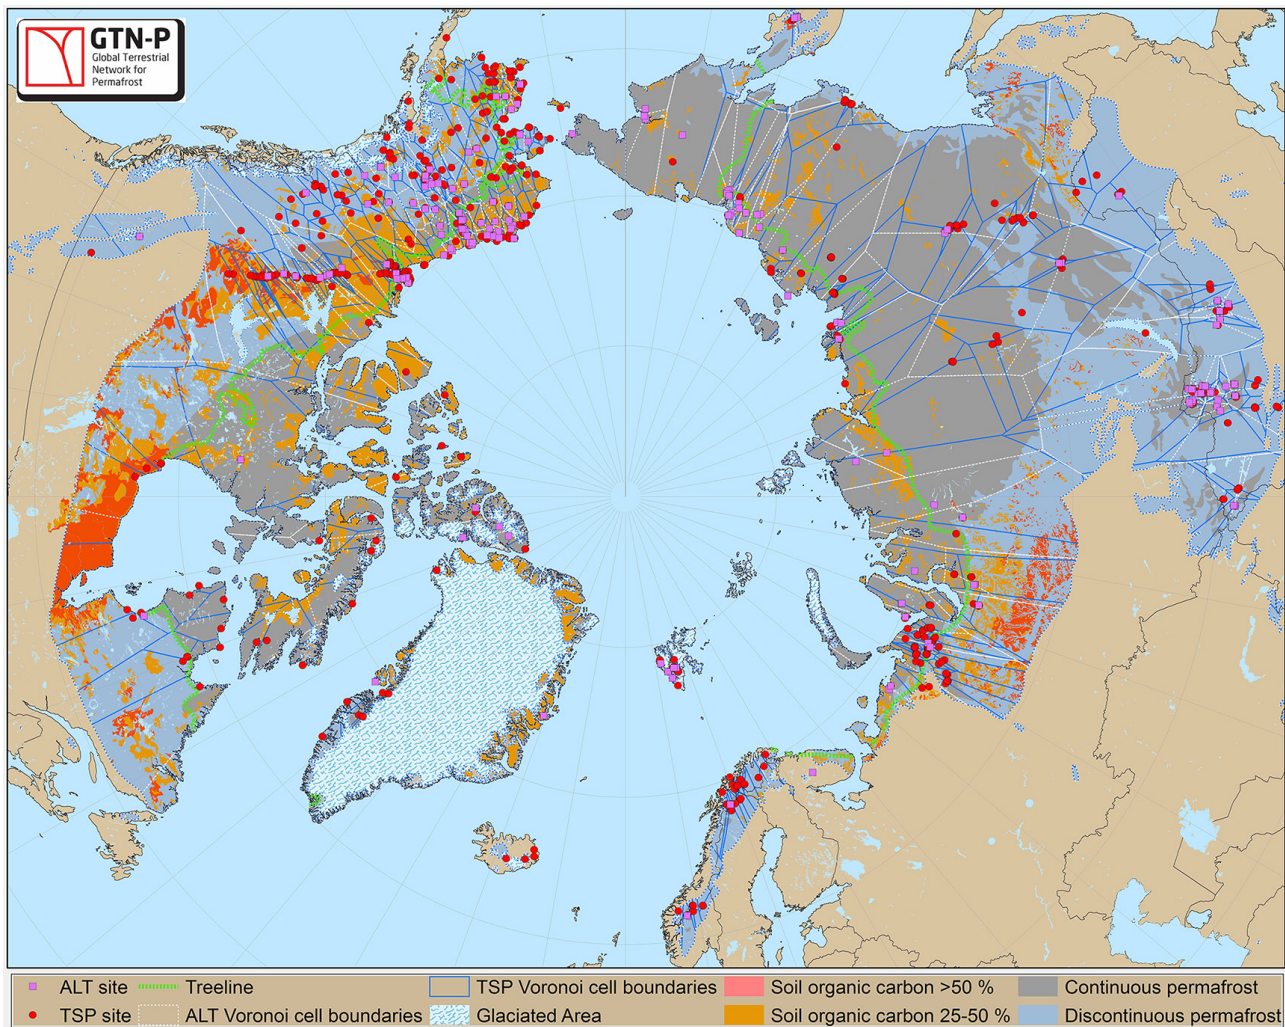 GTN-P
Global Terrestrial
Network for
Permafrost
ALT site
Treeline
TSP Voronoi cell boundaries
Soil organic carbon >50 %
Continuous permafrost
TSP site
ALT Voronoi cell boundaries
Glaciated Area
Soil organic carbon 25-50 %
Discontinuous permafrost